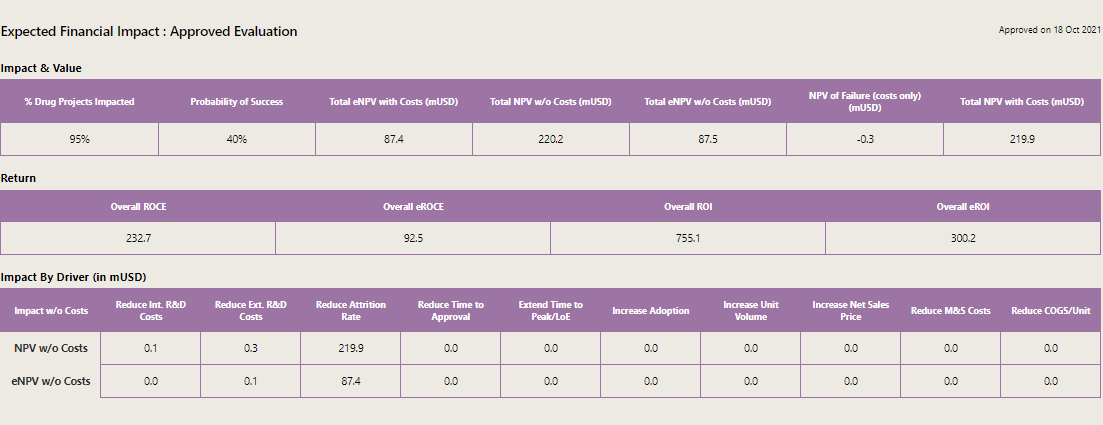 Expected Financial Impact : Approved Evaluation
Approved on 18 Oct 2021
Impact & Value
% Drug Projects Impacted Probability of Success Total eNPV with Costs (mUSD) Total NPV w/o Costs (mUSD) Total eNPV w/o Costs (mUSD) NPV of Failure (costs only) (mUSD) Total NPV with Costs (mUSD)
95% 40% 87.4 220.2 87.5 -0.3 219.9
Return
Overall ROCE Overall eROCE Overall ROI Overall eROI
232.7 92.5 755.1 300.2
Impact By Driver (in mUSD)
Impact w/o Costs Reduce Int. R&D Costs Reduce Ext. R&D Costs Reduce Attrition Rate Reduce Time to Approval Extend Time to Peak/LoE Increase Adoption Increase Unit Volume Increase Net Sales Price Reduce M&S Costs Reduce COGS/Unit
NPV w/o Costs 0.1 0.3 219.9 0.0 0.0 0.0 0.0 0.0 0.0 0.0
eNPV w/o Costs 0.0 0.1 87.4 0.0 0.0 0.0 0.0 0.0 0.0 0.0